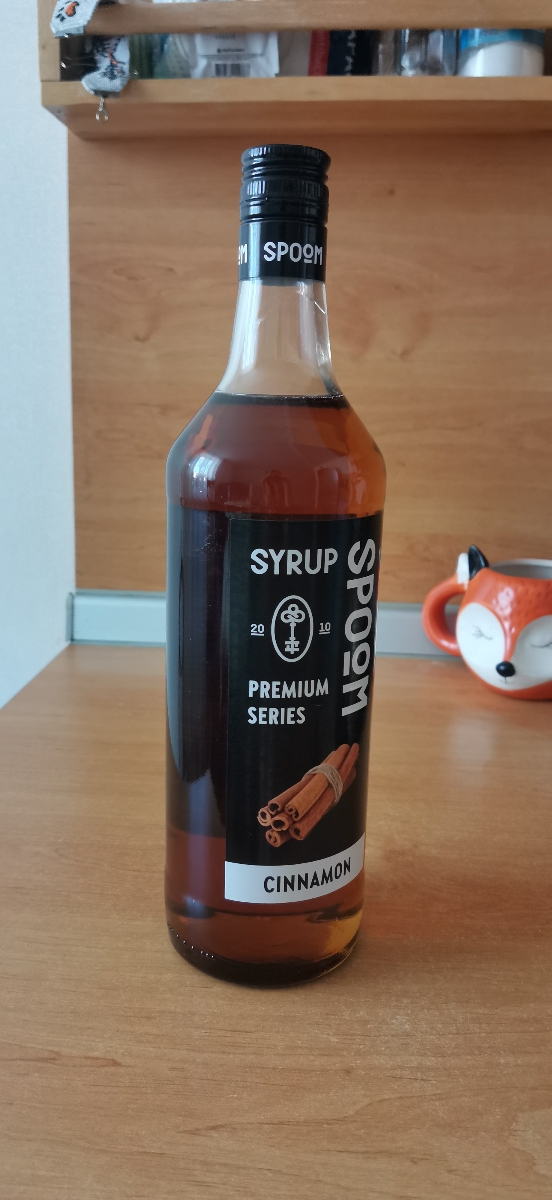 SPOOM
SYRUP
SPOOM
20 10
PREMIUM
SERIES
CINNAMON